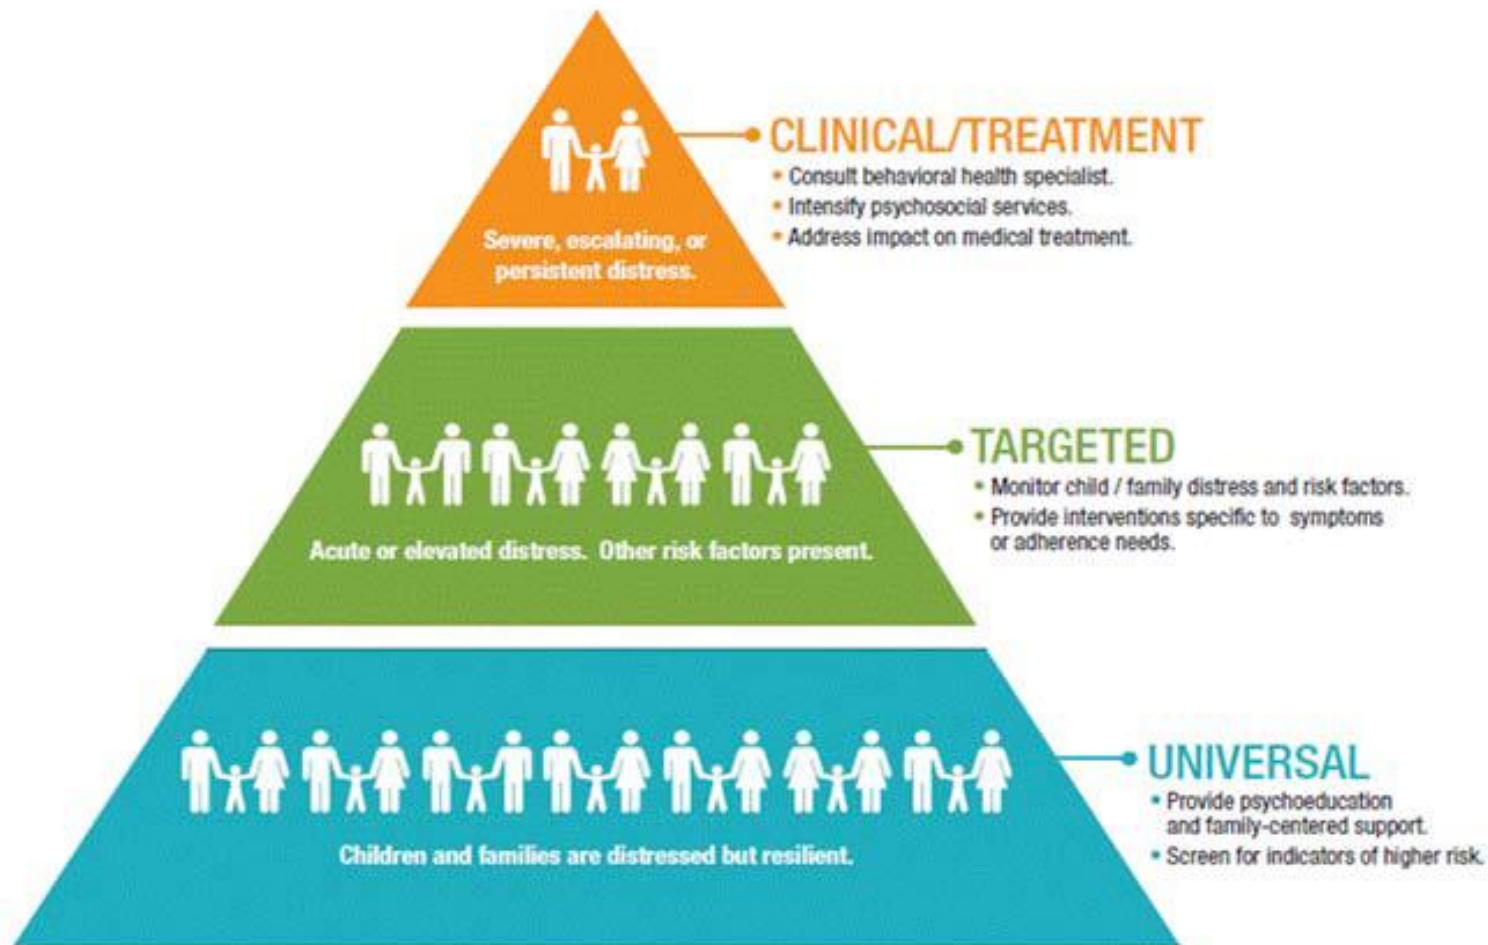 CLINICAL/TREATMENT
• Consult behavioral health specialist.
• Intensify psychosocial services.
• Address impact on medical treatment.
Severe, escalating, or
persistent distress.
TARGETED
• Monitor child / family distress and risk factors.
• Provide interventions specific to symptoms
or adherence needs.
Acute or elevated distress. Other risk factors present.
UNIVERSAL
• Provide psychoeducation
and family-centered support.
• Screen for indicators of higher risk.
Children and families are distressed but resilient.